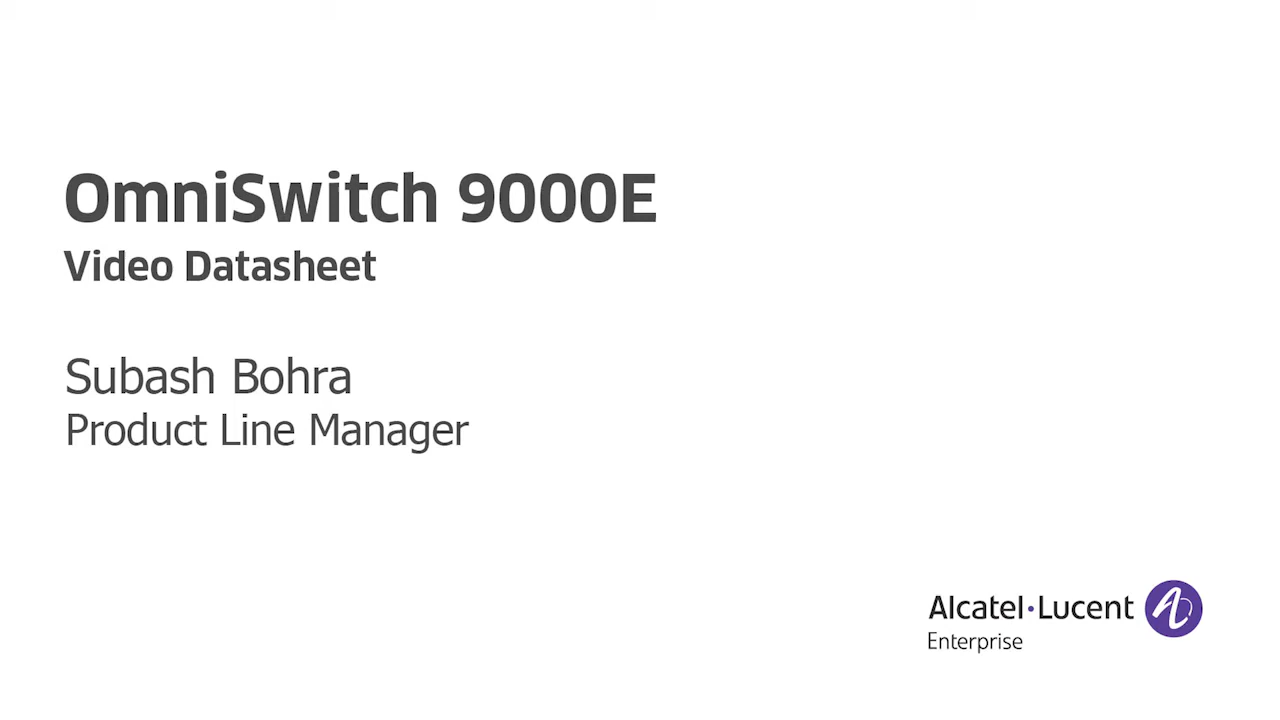 OmniSwitch 9000E
Video Datasheet
Subash Bohra
Product Line Manager
Alcatel·Lucent
Enterprise